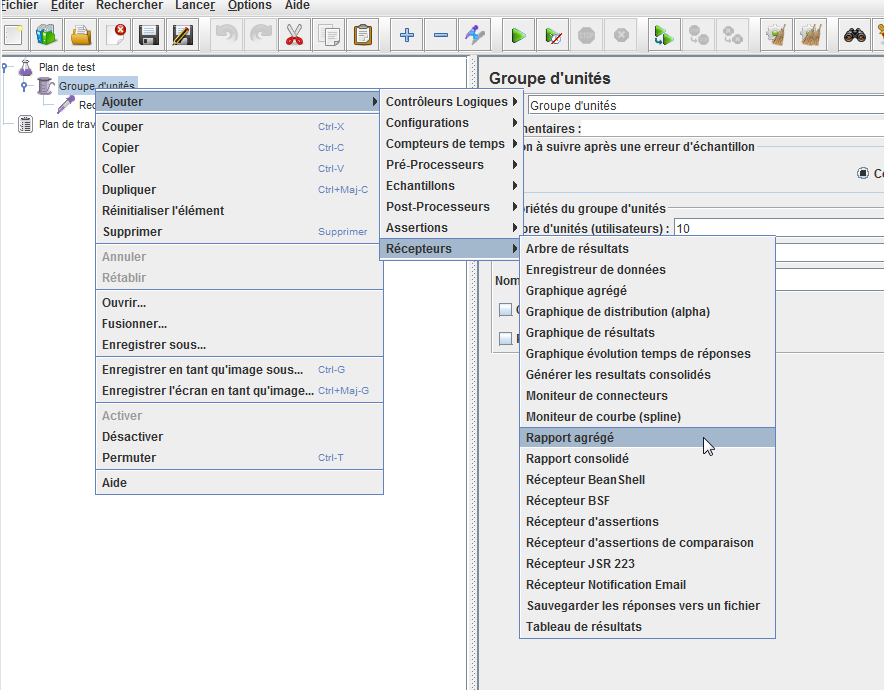 Fichier Éditer Rechercher Lancer Options Aide
Plan de test
Groupe d'unités
Plan de trav
Groupe d'unités
Groupe d'unités
mentaires :
on à suivre après une erreur d'échantillon
riétés du groupe d'unités
bre d'unités (utilisateurs) : 10
Nom
Ajouter
Couper Ctrl-X
Copier Ctrl-C
Coller Ctrl-V
Dupliquer Ctrl+Maj-C
Réinitialiser l'élément
Supprimer Supprimer
Annuler
Rétablir
Ouvrir...
Fusionner...
Enregistrer sous...
Enregistrer en tant qu'image sous... Ctrl-G
Enregistrer l'écran en tant qu'image... Ctrl+Maj-G
Activer
Désactiver
Permuter Ctrl-T
Aide
Contrôleurs Logiques
Configurations
Compteurs de temps
Pré-Processeurs
Echantillons
Post-Processeurs
Assertions
Récepteurs
Arbre de résultats
Enregistreur de données
Graphique agrégé
Graphique de distribution (alpha)
Graphique de résultats
Graphique évolution temps de réponses
Générer les resultats consolidés
Moniteur de connecteurs
Moniteur de courbe (spline)
Rapport agrégé
Rapport consolidé
Récepteur BeanShell
Récepteur BSF
Récepteur d'assertions
Récepteur d'assertions de comparaison
Récepteur JSR 223
Récepteur Notification Email
Sauvegarder les réponses vers un fichier
Tableau de résultats